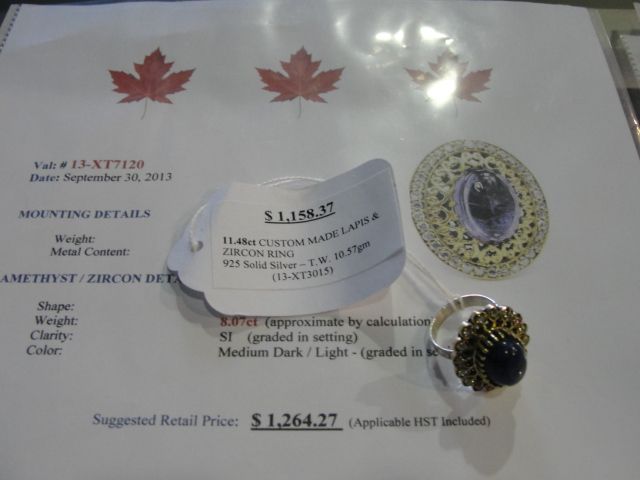 Val: # 13-XT7120
Date: September 30, 2013
MOUNTING DETAILS
Weight:
Metal Content:
AMETHYST / ZIRCON DETA
Shape:
Weight: 8.07ct (approximate by calculation
Clarity: SI (graded in setting)
Color: Medium Dark / Light - (graded in se
Suggested Retail Price: $ 1,264.27 (Applicable HST Included)
$ 1,158.37
11.48ct CUSTOM MADE LAPIS &
ZIRCON RING
925 Solid Silver – T.W. 10.57gm
(13-XT3015)